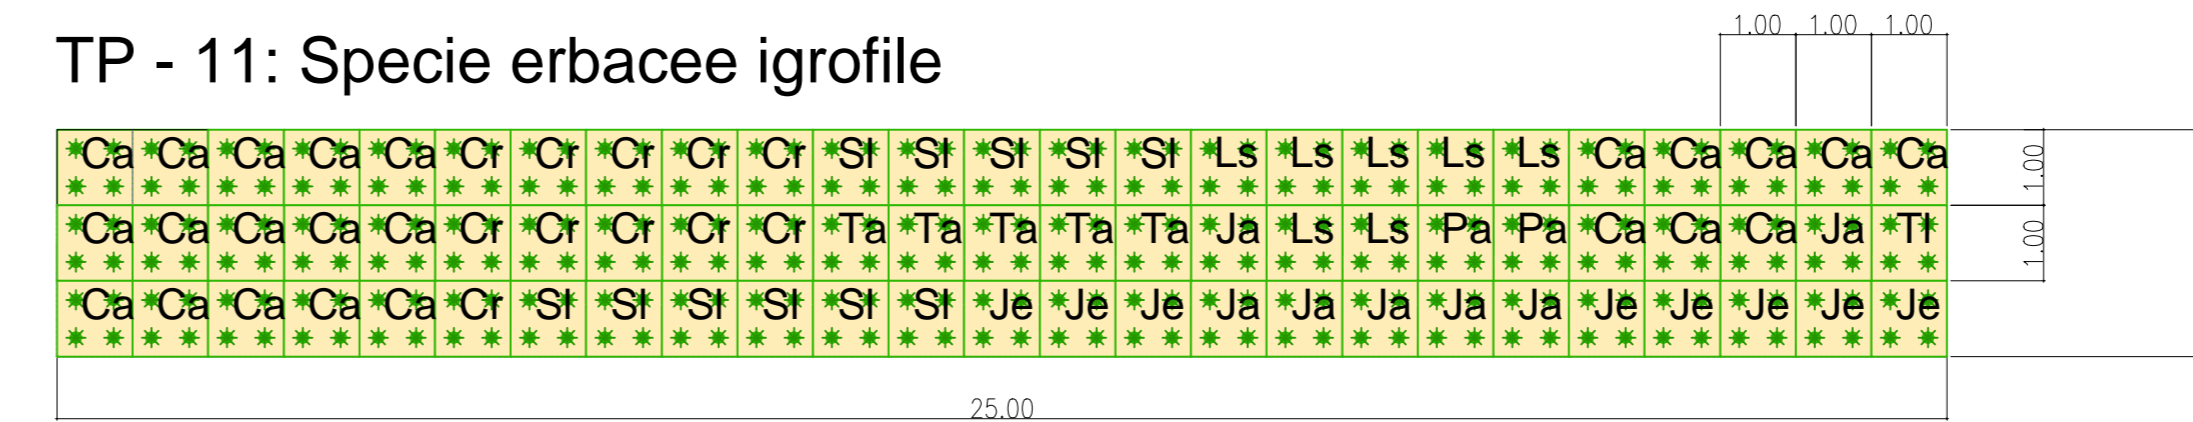 1.00 1.00 1.00
TP - 11: Specie erbacee igrofile
Ca Ca Ca Ca Ca Cr Cr Cr Cr Cr Sl Sl Sl Sl Sl Ls Ls Ls Ls Ls Ca Ca Ca Ca Ca
1.00
Ca Ca Ca Ca Ca Cr Cr Cr Cr Cr Ta Ta Ta Ta Ta Ja Ls Ls Pa Pa Ca Ca Ca Ja Tl
1.00
Ca Ca Ca Ca Ca Cr Sl Sl Sl Sl Sl Sl Je Je Je Ja Ja Ja Ja Ja Je Je Je Je Je
25.00